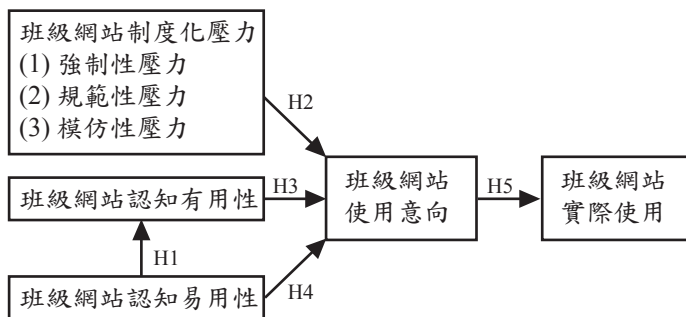 班級網站制度化壓力
(1) 強制性壓力
(2) 規範性壓力
(3) 模仿性壓力
H2
班級網站認知有用性
H3
班級網站
使用意向
H5
班級網站
實際使用
H1
班級網站認知易用性
H4